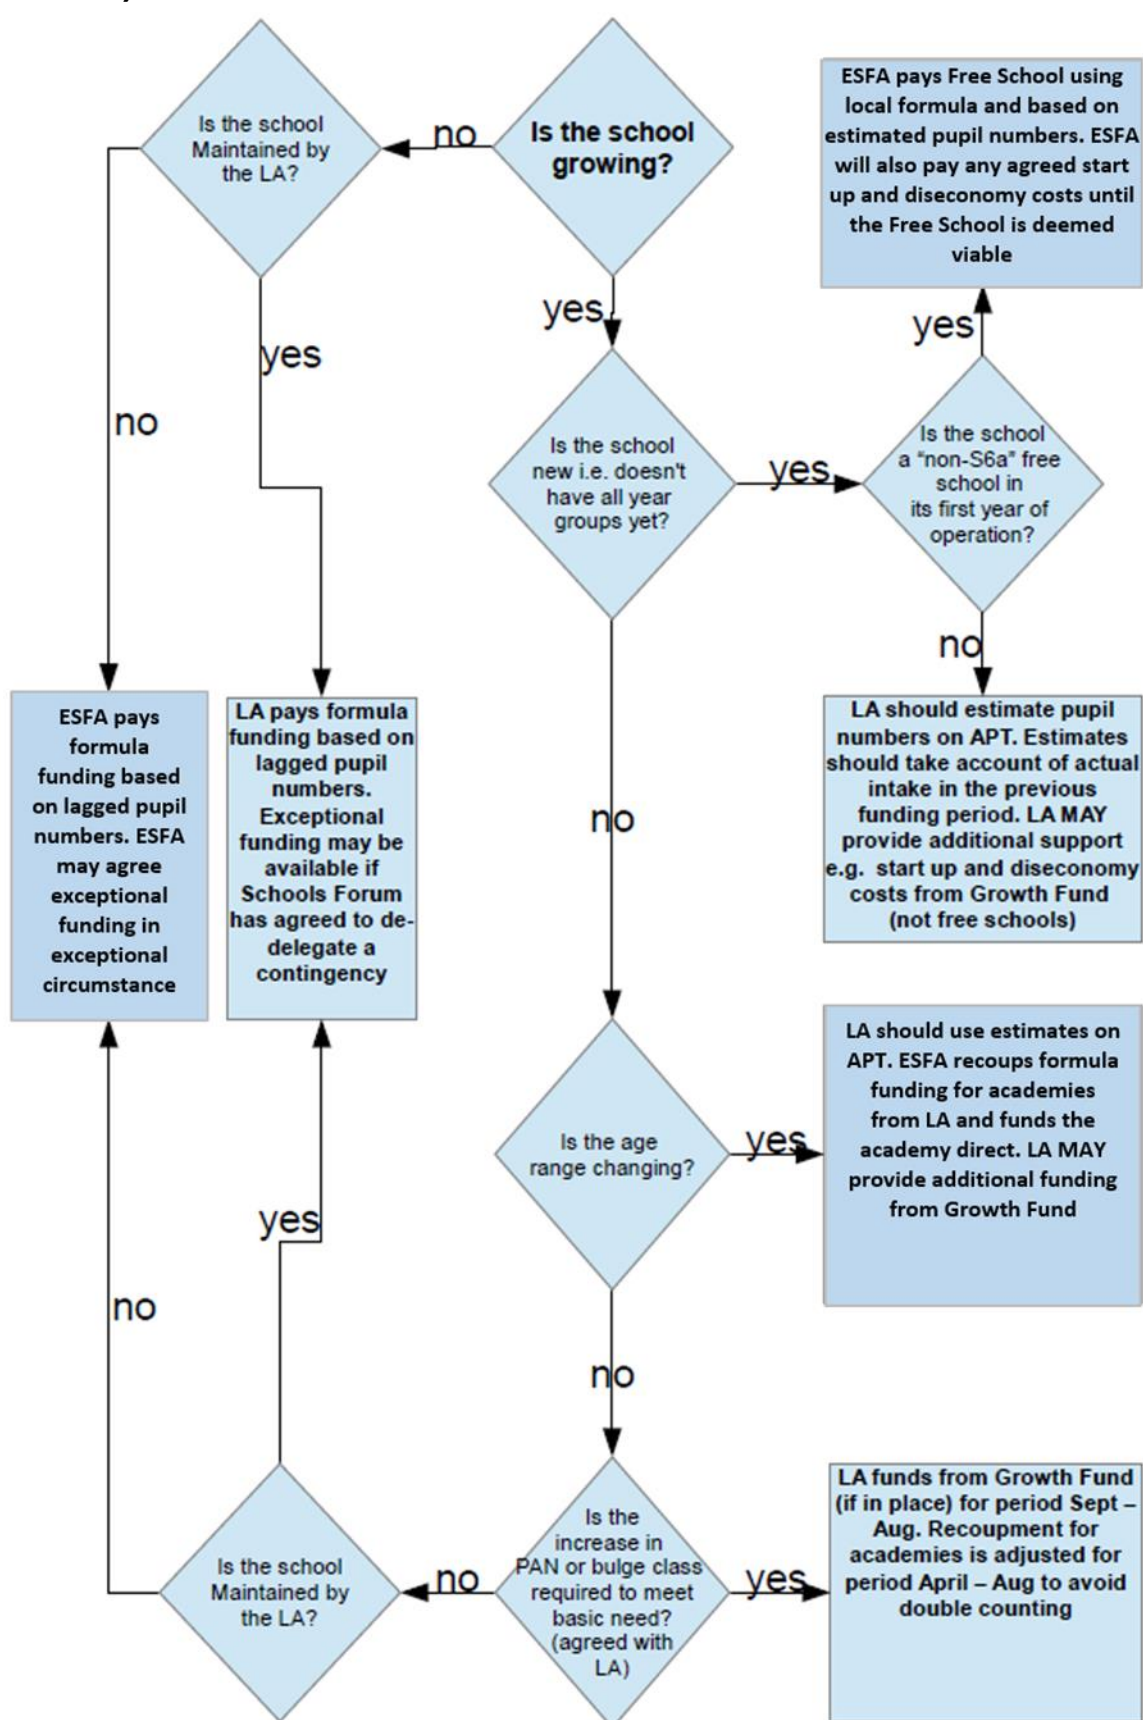 Is the school
Maintained by
the LA?
no
Is the school
growing?
ESFA pays Free School using
local formula and based on
estimated pupil numbers. ESFA
will also pay any agreed start
up and diseconomy costs until
the Free School is deemed
viable
yes
yes
yes
no
Is the school
new i.e. doesn't
have all year
groups yet?
yes
Is the school
a “non-S6a” free
school in
its first year of
operation?
no
ESFA pays
formula
funding based
on lagged pupil
numbers. ESFA
may agree
exceptional
funding in
exceptional
circumstance
LA pays formula
funding based on
lagged pupil
numbers.
Exceptional
funding may be
available if
Schools Forum
has agreed to de-
delegate a
contingency
no
LA should estimate pupil
numbers on APT. Estimates
should take account of actual
intake in the previous
funding period. LA MAY
provide additional support
e.g.  start up and diseconomy
costs from Growth Fund
(not free schools)
Is the age
range changing?
yes
LA should use estimates on
APT. ESFA recoups formula
funding for academies
from LA and funds the
academy direct. LA MAY
provide additional funding
from Growth Fund
yes
no
no
Is the school
Maintained by
the LA?
no
Is the
increase in
PAN or bulge class
required to meet
basic need?
(agreed with
LA)
yes
LA funds from Growth Fund
(if in place) for period Sept –
Aug. Recoupment for
academies is adjusted for
period April – Aug to avoid
double counting